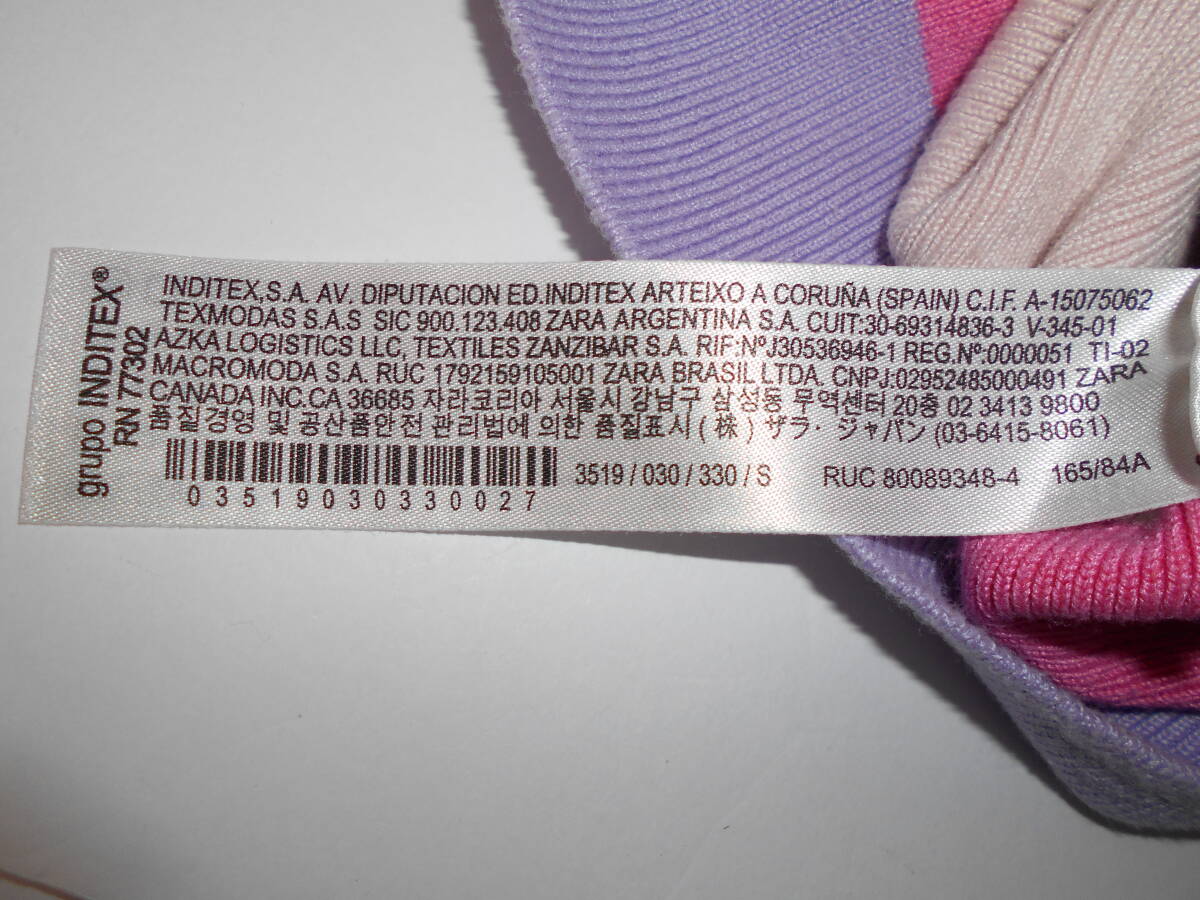 grupo INDITEX®
RN 77302
INDITEX,S.A. AV. DIPUTACION ED.INDITEX ARTEIXO A CORUÑA (SPAIN) C.I.F. A-15075062
TEXMODAS S.A.S SIC 900.123.408 ZARA ARGENTINA S.A. CUIT:30-69314836-3 V-345-01
AZKA LOGISTICS LLC, TEXTILES ZANZIBAR S.A. RIF:NºJ30536946-1 REG.Nº:0000051 TI-02
MACROMODA S.A. RUC 1792159105001 ZARA BRASIL LTDA. CNPJ:02952485000491 ZARA
CANADA INC.CA 36685 자라코리아 서울시 강남구 삼성동 무역센터 20층 02 3413 9800
품질경영 및 공산품안전 관리법에 의한 품질표시 ( 株 ) ザラ・ジャパン (03-6415-8061)
3519 / 030 / 330 / S RUC 80089348-4 165/84A
03519030330027